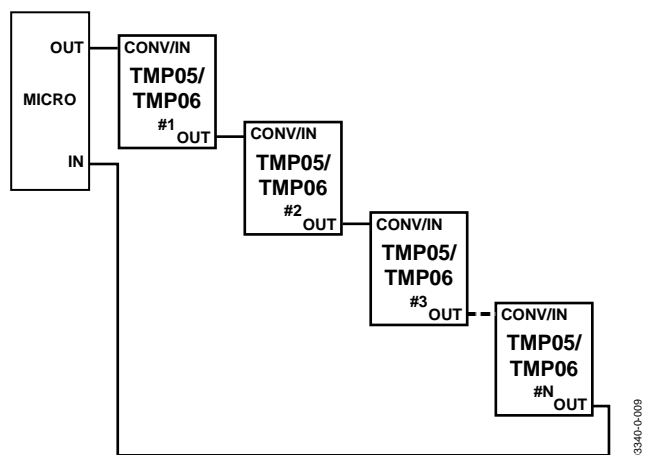 OUT
MICRO
IN
CONV/IN
TMP05/
TMP06
#1
OUT
CONV/IN
TMP05/
TMP06
#2
OUT
CONV/IN
TMP05/
TMP06
#3
OUT
CONV/IN
TMP05/
TMP06
#N
OUT
03340-0-009